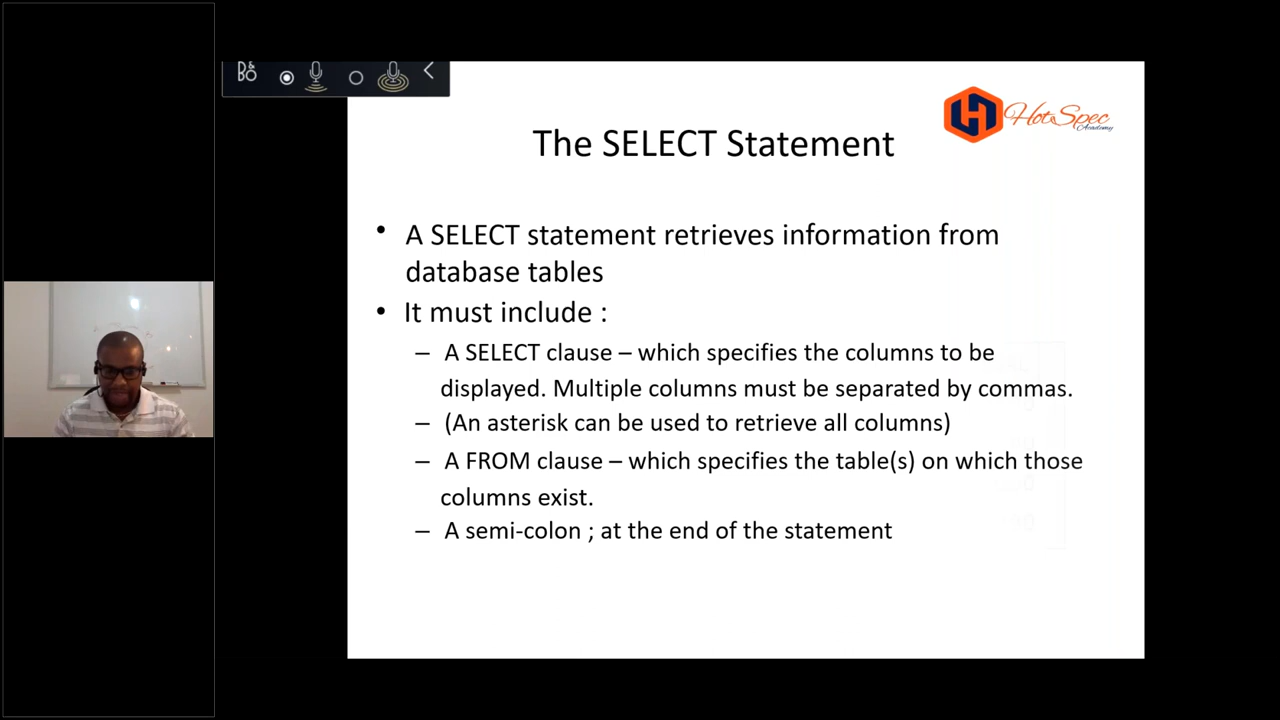 B&O
HotSpec
Academy
The SELECT Statement
• A SELECT statement retrieves information from
database tables
• It must include :
– A SELECT clause – which specifies the columns to be
displayed. Multiple columns must be separated by commas.
– (An asterisk can be used to retrieve all columns)
– A FROM clause – which specifies the table(s) on which those
columns exist.
– A semi-colon ; at the end of the statement